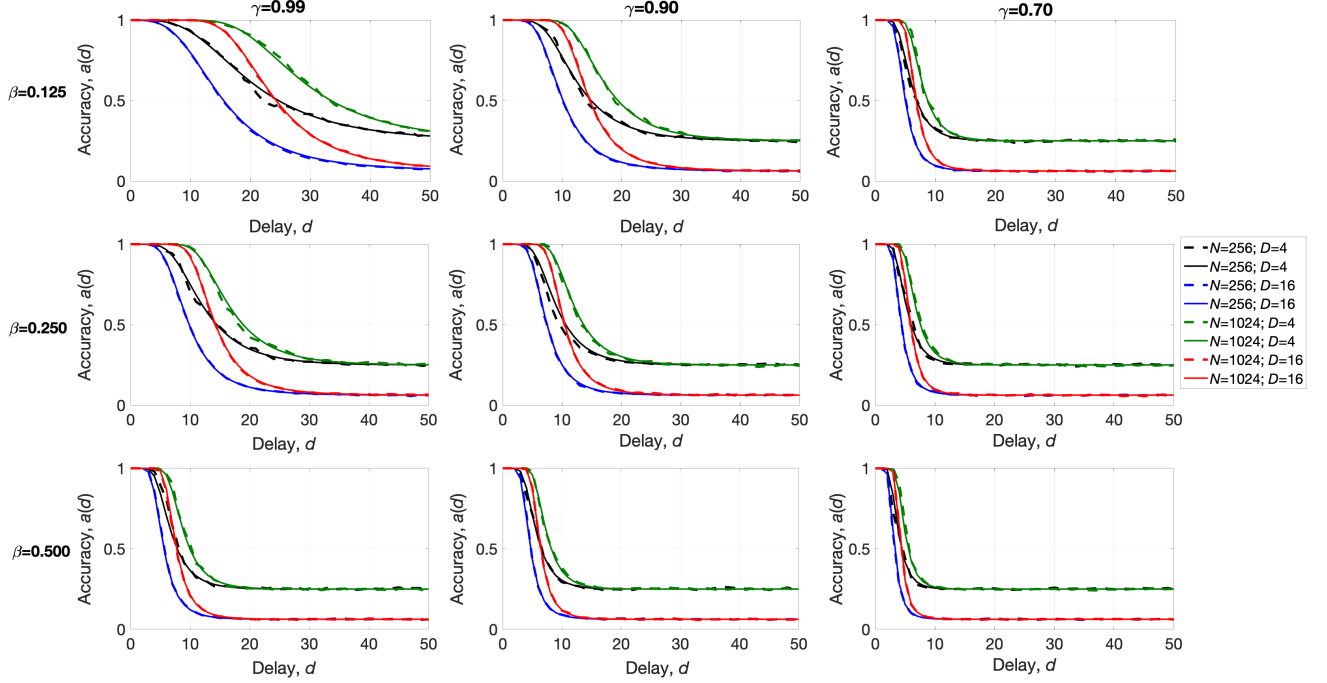 γ=0.99 γ=0.90 γ=0.70
β=0.125
Accuracy, a(d)
1
0.5
0
0 10 20 30 40 50
Delay, d
Accuracy, a(d)
1
0.5
0
0 10 20 30 40 50
Delay, d
Accuracy, a(d)
1
0.5
0
0 10 20 30 40 50
Delay, d
β=0.250
Accuracy, a(d)
1
0.5
0
0 10 20 30 40 50
Delay, d
Accuracy, a(d)
1
0.5
0
0 10 20 30 40 50
Delay, d
Accuracy, a(d)
1
0.5
0
0 10 20 30 40 50
Delay, d
N=256; D=4
N=256; D=4
N=256; D=16
N=256; D=16
N=1024; D=4
N=1024; D=4
N=1024; D=16
N=1024; D=16
β=0.500
Accuracy, a(d)
1
0.5
0
0 10 20 30 40 50
Delay, d
Accuracy, a(d)
1
0.5
0
0 10 20 30 40 50
Delay, d
Accuracy, a(d)
1
0.5
0
0 10 20 30 40 50
Delay, d